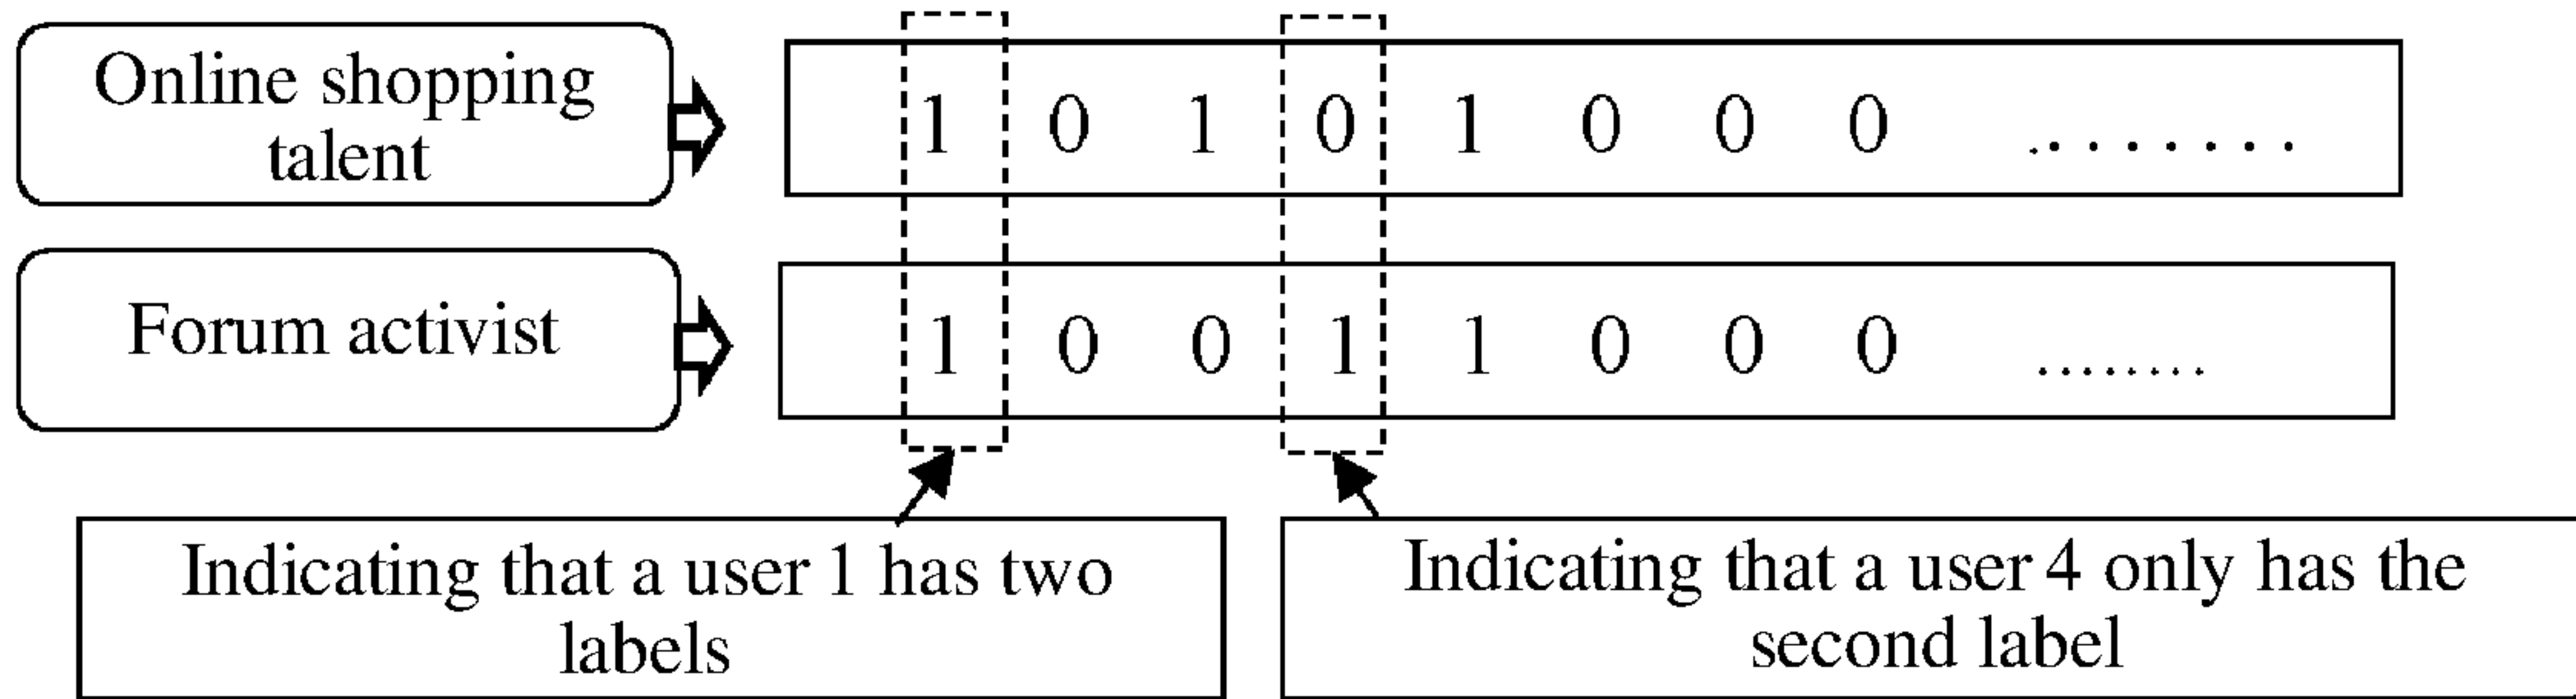 Online shopping
talent
1 0 1 0 1 0 0 0 ........
Forum activist
1 0 0 1 1 0 0 0 ........
Indicating that a user 1 has two
labels
Indicating that a user 4 only has the
second label